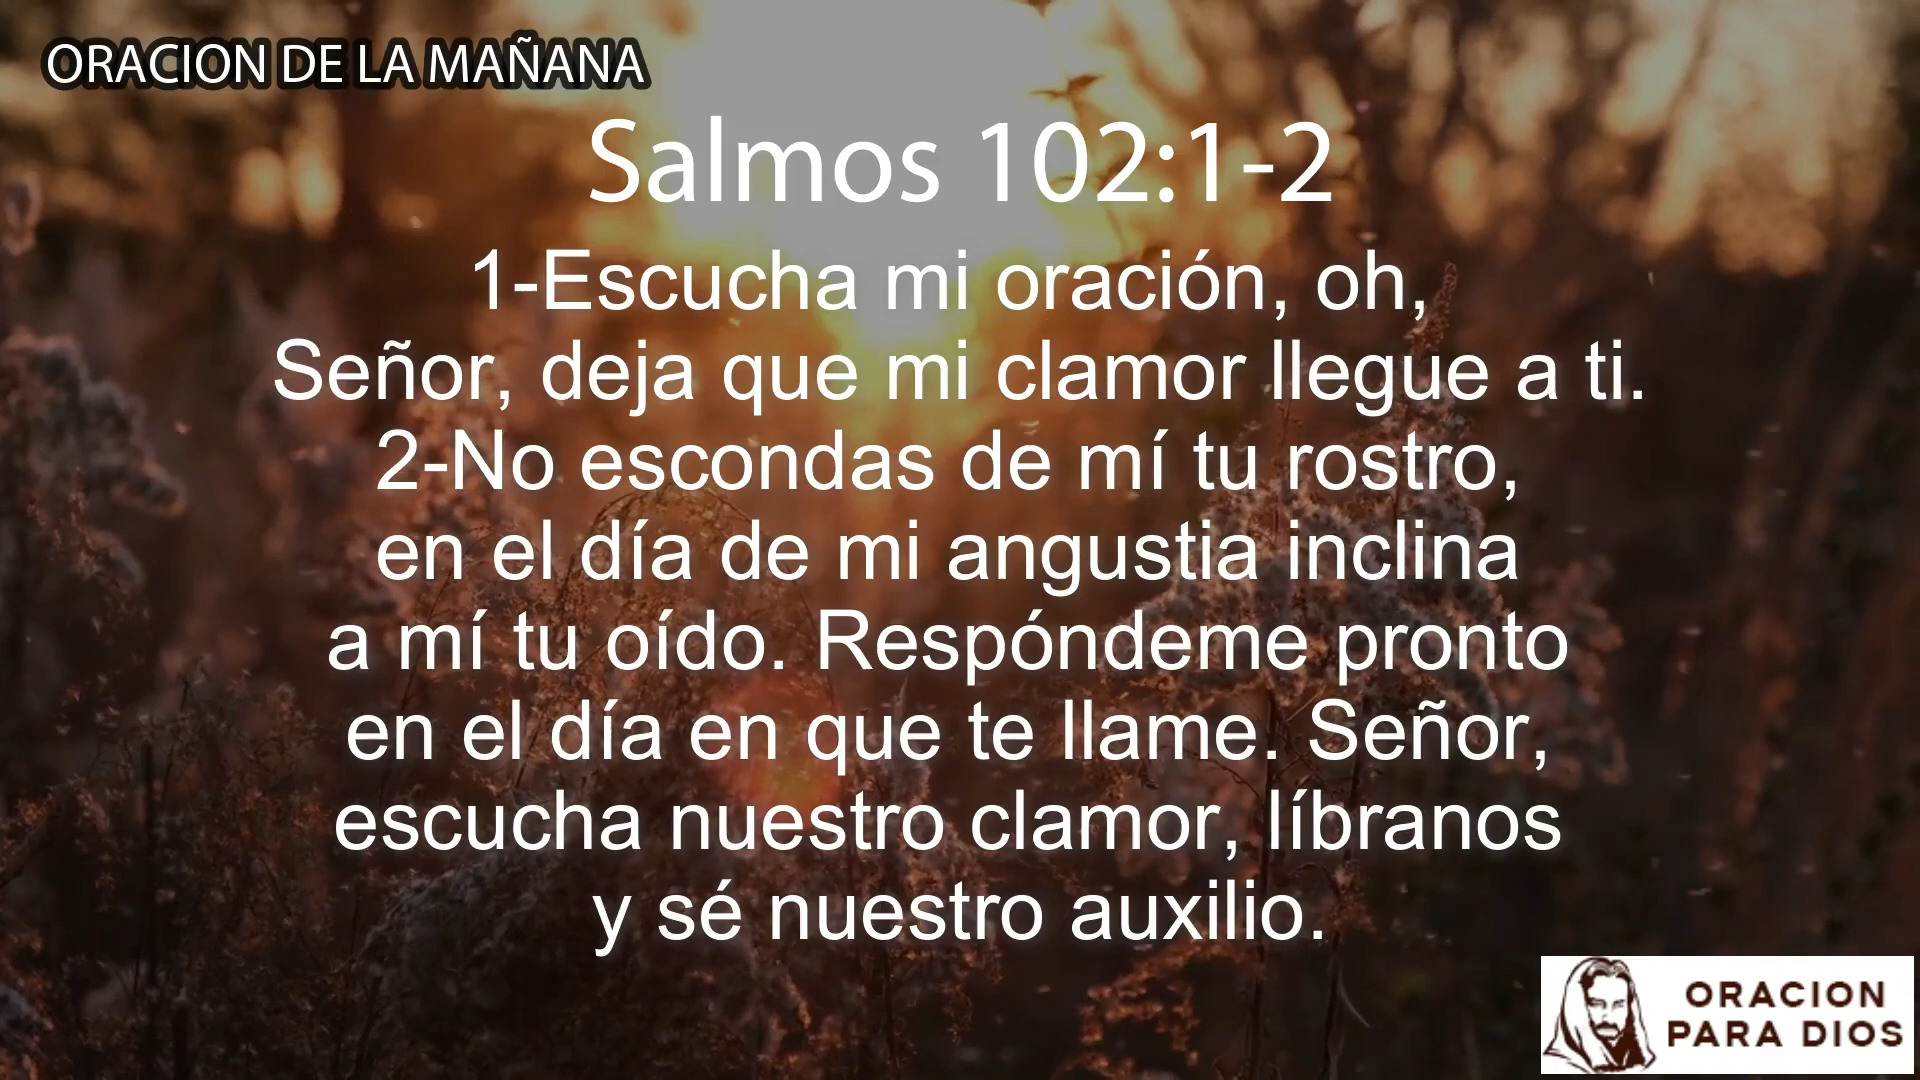 ORACION DE LA MAÑANA
Salmos 102:1-2
1-Escucha mi oración, oh,
Señor, deja que mi clamor llegue a ti.
2-No escondas de mí tu rostro,
en el día de mi angustia inclina
a mí tu oído. Respóndeme pronto
en el día en que te llame. Señor,
escucha nuestro clamor, líbranos
y sé nuestro auxilio.
ORACION
PARA DIOS